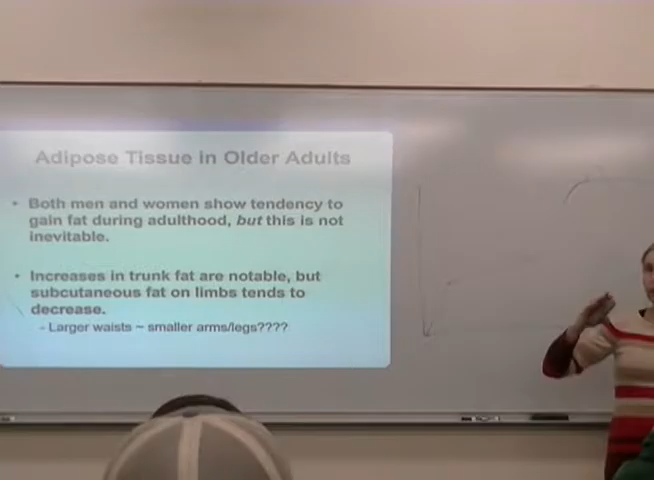 Adipose Tissue in Older Adults
• Both men and women show tendency to
gain fat during adulthood, but this is not
inevitable.
• Increases in trunk fat are notable, but
subcutaneous fat on limbs tends to
decrease.
- Larger waists ~ smaller arms/legs????